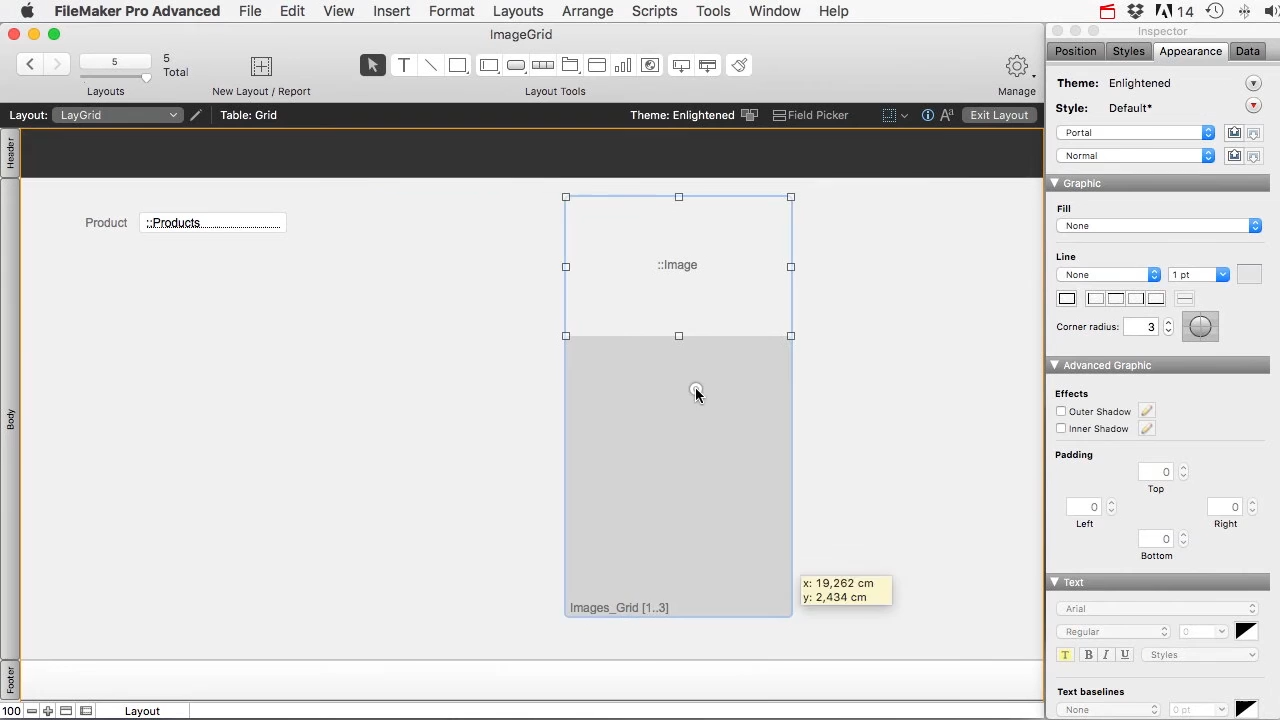 FileMaker Pro Advanced File Edit View Insert Format Layouts Arrange Scripts Tools Window Help 14
ImageGrid
Inspector
5
5
Total
Layouts
New Layout / Report
Layout Tools
Manage
Position Styles Appearance Data
Theme: Enlightened
Style: Default*
Layout: LayGrid Table: Grid Theme: Enlightened Field Picker Aa Exit Layout
Portal
Normal
Header
Body
Footer
Product ::Products
::Image
Images_Grid [1..3]
x: 19,262 cm
y: 2,434 cm
Graphic
Fill
None
Line
None 1 pt
Corner radius: 3
Advanced Graphic
Effects
Outer Shadow
Inner Shadow
Padding
0
Top
0 0
Left Right
0
Bottom
Text
Arial
Regular 0
T B I U Styles
Text baselines
None 0 pt
100 Layout